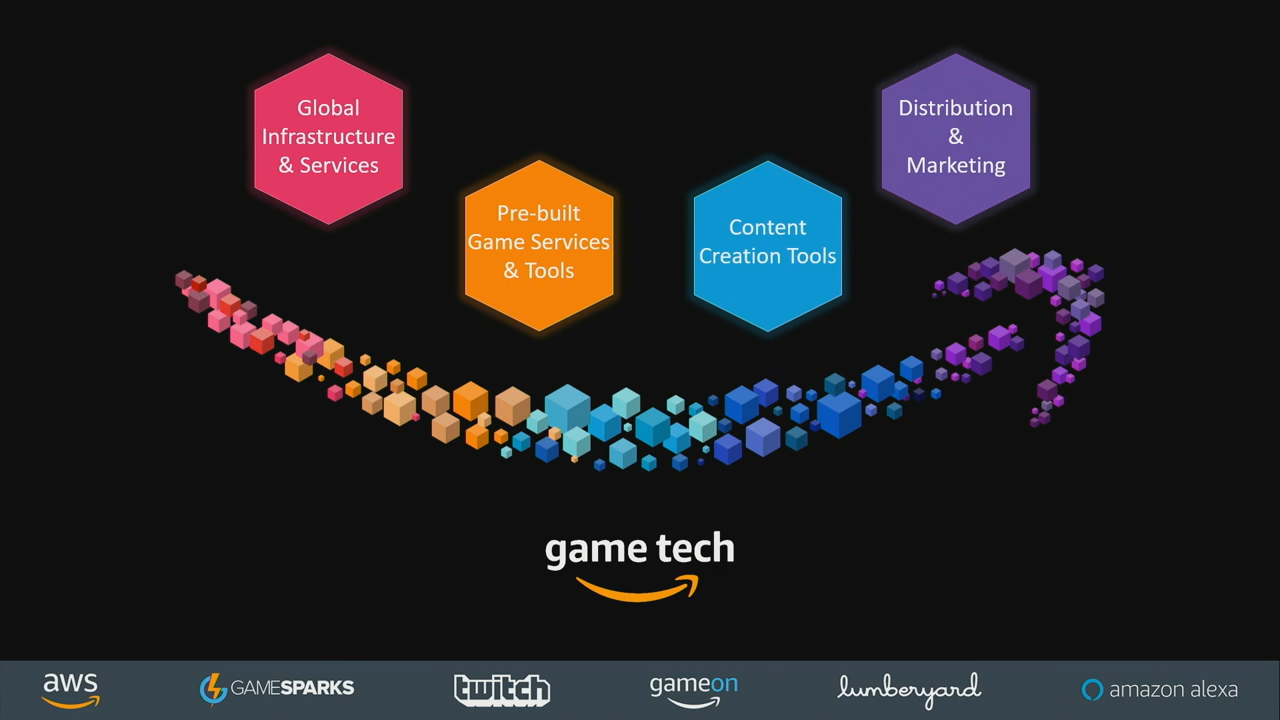 Global
Infrastructure
& Services
Pre-built
Game Services
& Tools
Content
Creation Tools
Distribution
&
Marketing
game tech
aws
GAMESPARKS
twitch
gameon
lumberyard
amazon alexa